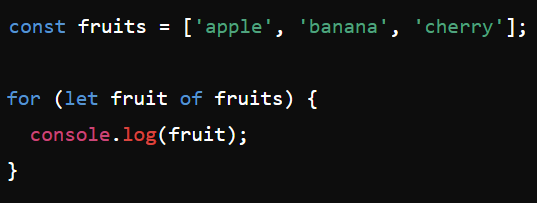 const fruits = ['apple', 'banana', 'cherry'];
for (let fruit of fruits) {
  console.log(fruit);
}